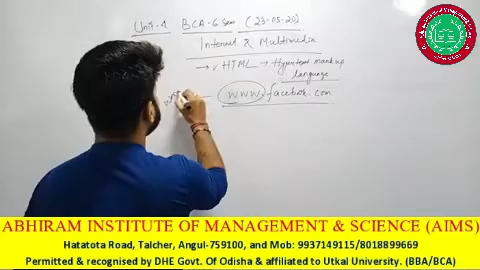 Unit-4 BCA-6 Sem (23-05-20)
Internet & Multimedia
→ HTML → Hypertext mark up
language
www.facebook.com
ABHIRAM INSTITUTE OF MANAGEMENT & SCIENCE (AIMS)
Hatatota Road, Talcher, Angul-759100, and Mob: 9937149115/8018899669
Permitted & recognised by DHE Govt. Of Odisha & affiliated to Utkal University. (BBA/BCA)